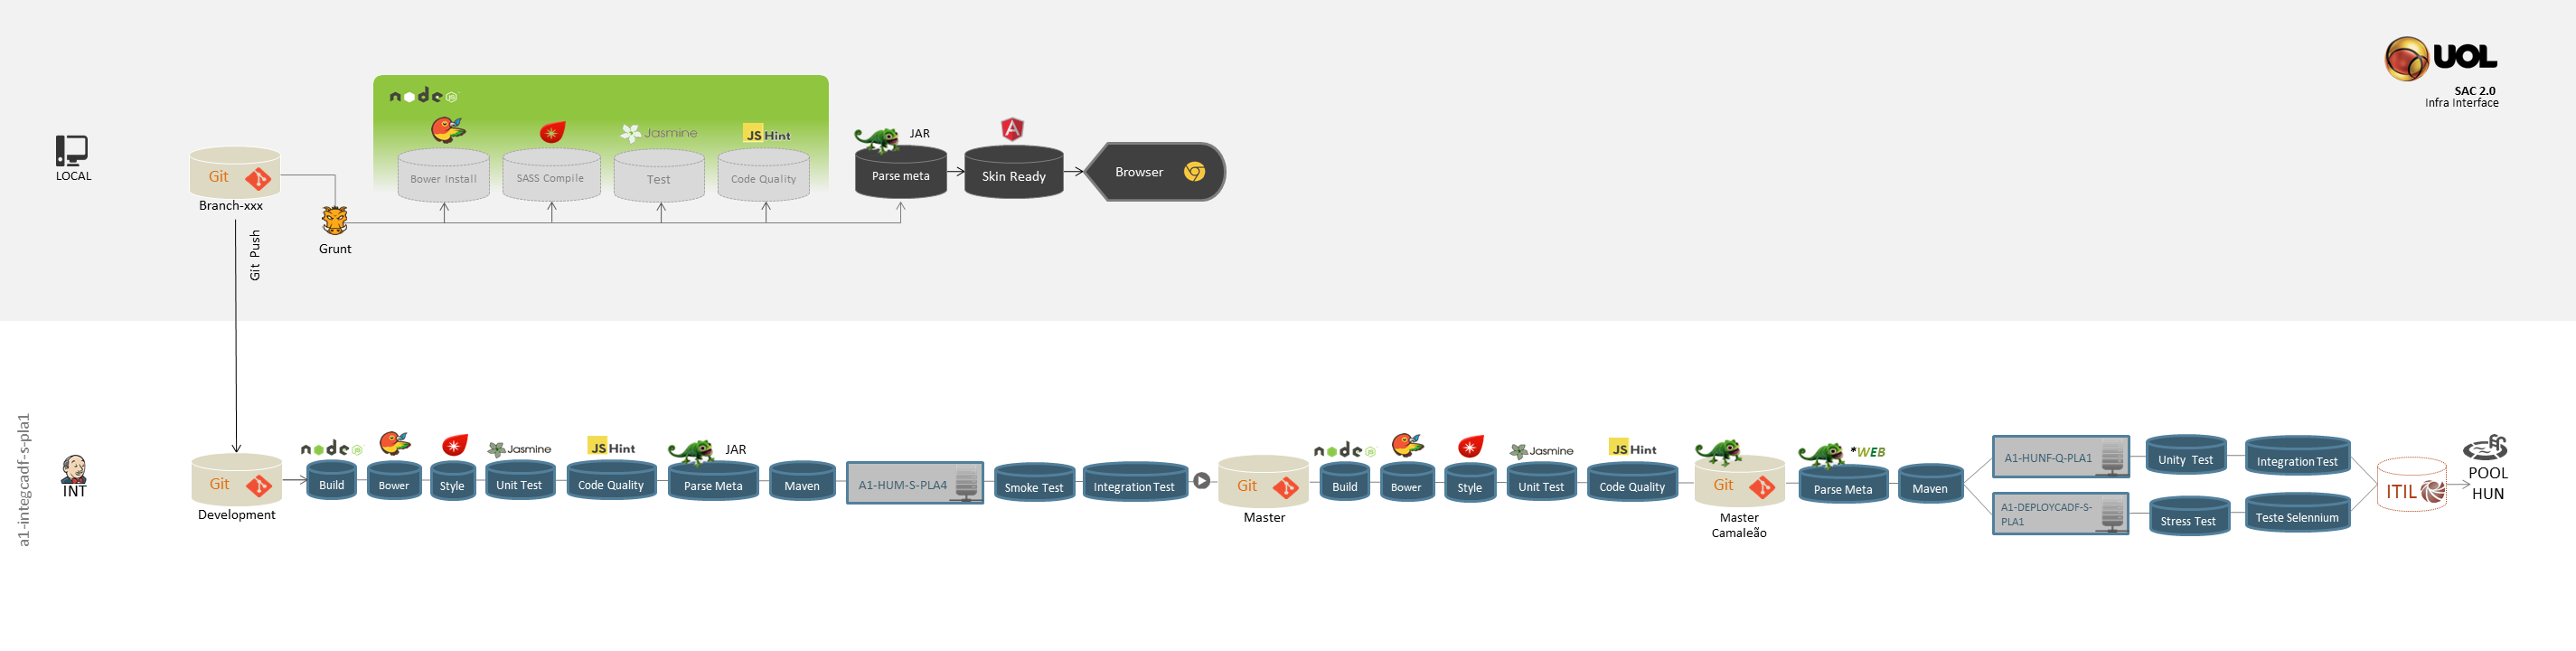 UOL
SAC 2.0
Infra Interface
node JS
Jasmine
JS Hint
JAR
LOCAL
Git
Bower Install
SASS Compile
Test
Code Quality
Parse meta
Skin Ready
Browser
Branch-xxx
Grunt
Git Push
a1-integcadf-s-pla1
INT
Git
Development
node JS
Jasmine
JS Hint
JAR
Build
Bower
Style
Unit Test
Code Quality
Parse Meta
Maven
A1-HUM-S-PLA4
Smoke Test
Integration Test
Git
Master
node JS
Jasmine
JS Hint
Build
Bower
Style
Unit Test
Code Quality
Git
Master
Camaleão
*WEB
Parse Meta
Maven
A1-HUNF-Q-PLA1
Unity Test
Integration Test
A1-DEPLOYCADF-S-
PLA1
Stress Test
Teste Selennium
ITIL
POOL
HUN